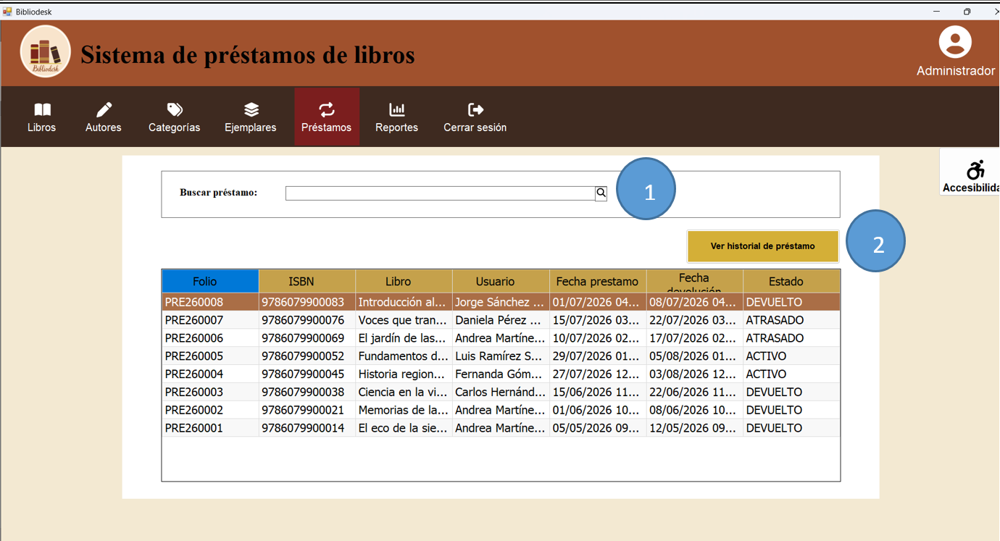 Bibliodesk
Bibliodesk
Sistema de préstamos de libros
Administrador
Libros
Autores
Categorías
Ejemplares
Préstamos
Reportes
Cerrar sesión
Buscar préstamo:
1
Accesibilida
Ver historial de préstamo
2
Folio ISBN Libro Usuario Fecha prestamo Fecha devolución Estado
PRE260008 9786079900083 Introducción al... Jorge Sánchez ... 01/07/2026 04... 08/07/2026 04... DEVUELTO
PRE260007 9786079900076 Voces que tran... Daniela Pérez ... 15/07/2026 03... 22/07/2026 03... ATRASADO
PRE260006 9786079900069 El jardín de las... Andrea Martíne... 10/07/2026 02... 17/07/2026 02... ATRASADO
PRE260005 9786079900052 Fundamentos d... Luis Ramírez S... 29/07/2026 01... 05/08/2026 01... ACTIVO
PRE260004 9786079900045 Historia region... Fernanda Góm... 27/07/2026 12... 03/08/2026 12... ACTIVO
PRE260003 9786079900038 Ciencia en la vi... Carlos Hernánd... 15/06/2026 11... 22/06/2026 11... DEVUELTO
PRE260002 9786079900021 Memorias de la... Andrea Martíne... 01/06/2026 10... 08/06/2026 10... DEVUELTO
PRE260001 9786079900014 El eco de la sie... Andrea Martíne... 05/05/2026 09... 12/05/2026 09... DEVUELTO